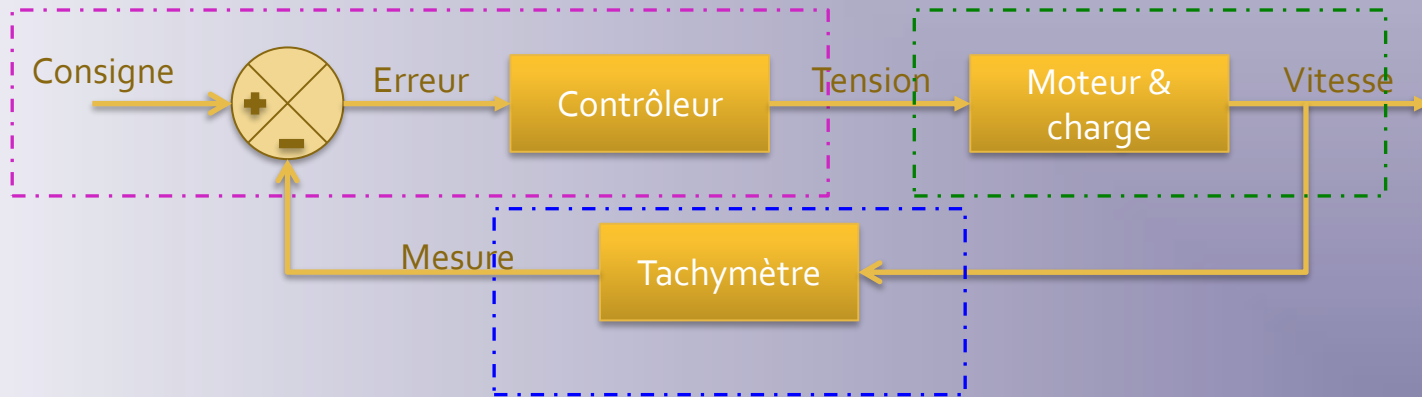 Consigne
+
-
Erreur
Contrôleur
Tension
Moteur &
charge
Vitesse
Mesure
Tachymètre